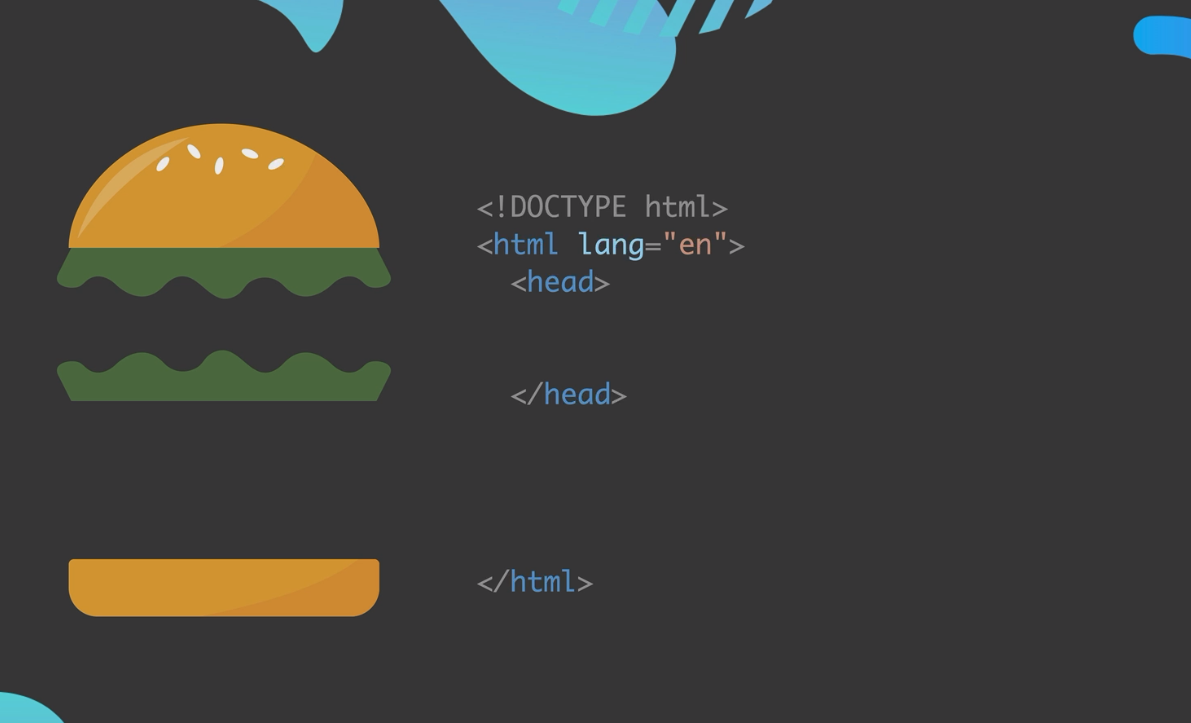 <!DOCTYPE html>
<html lang="en">
<head>
</head>
</html>